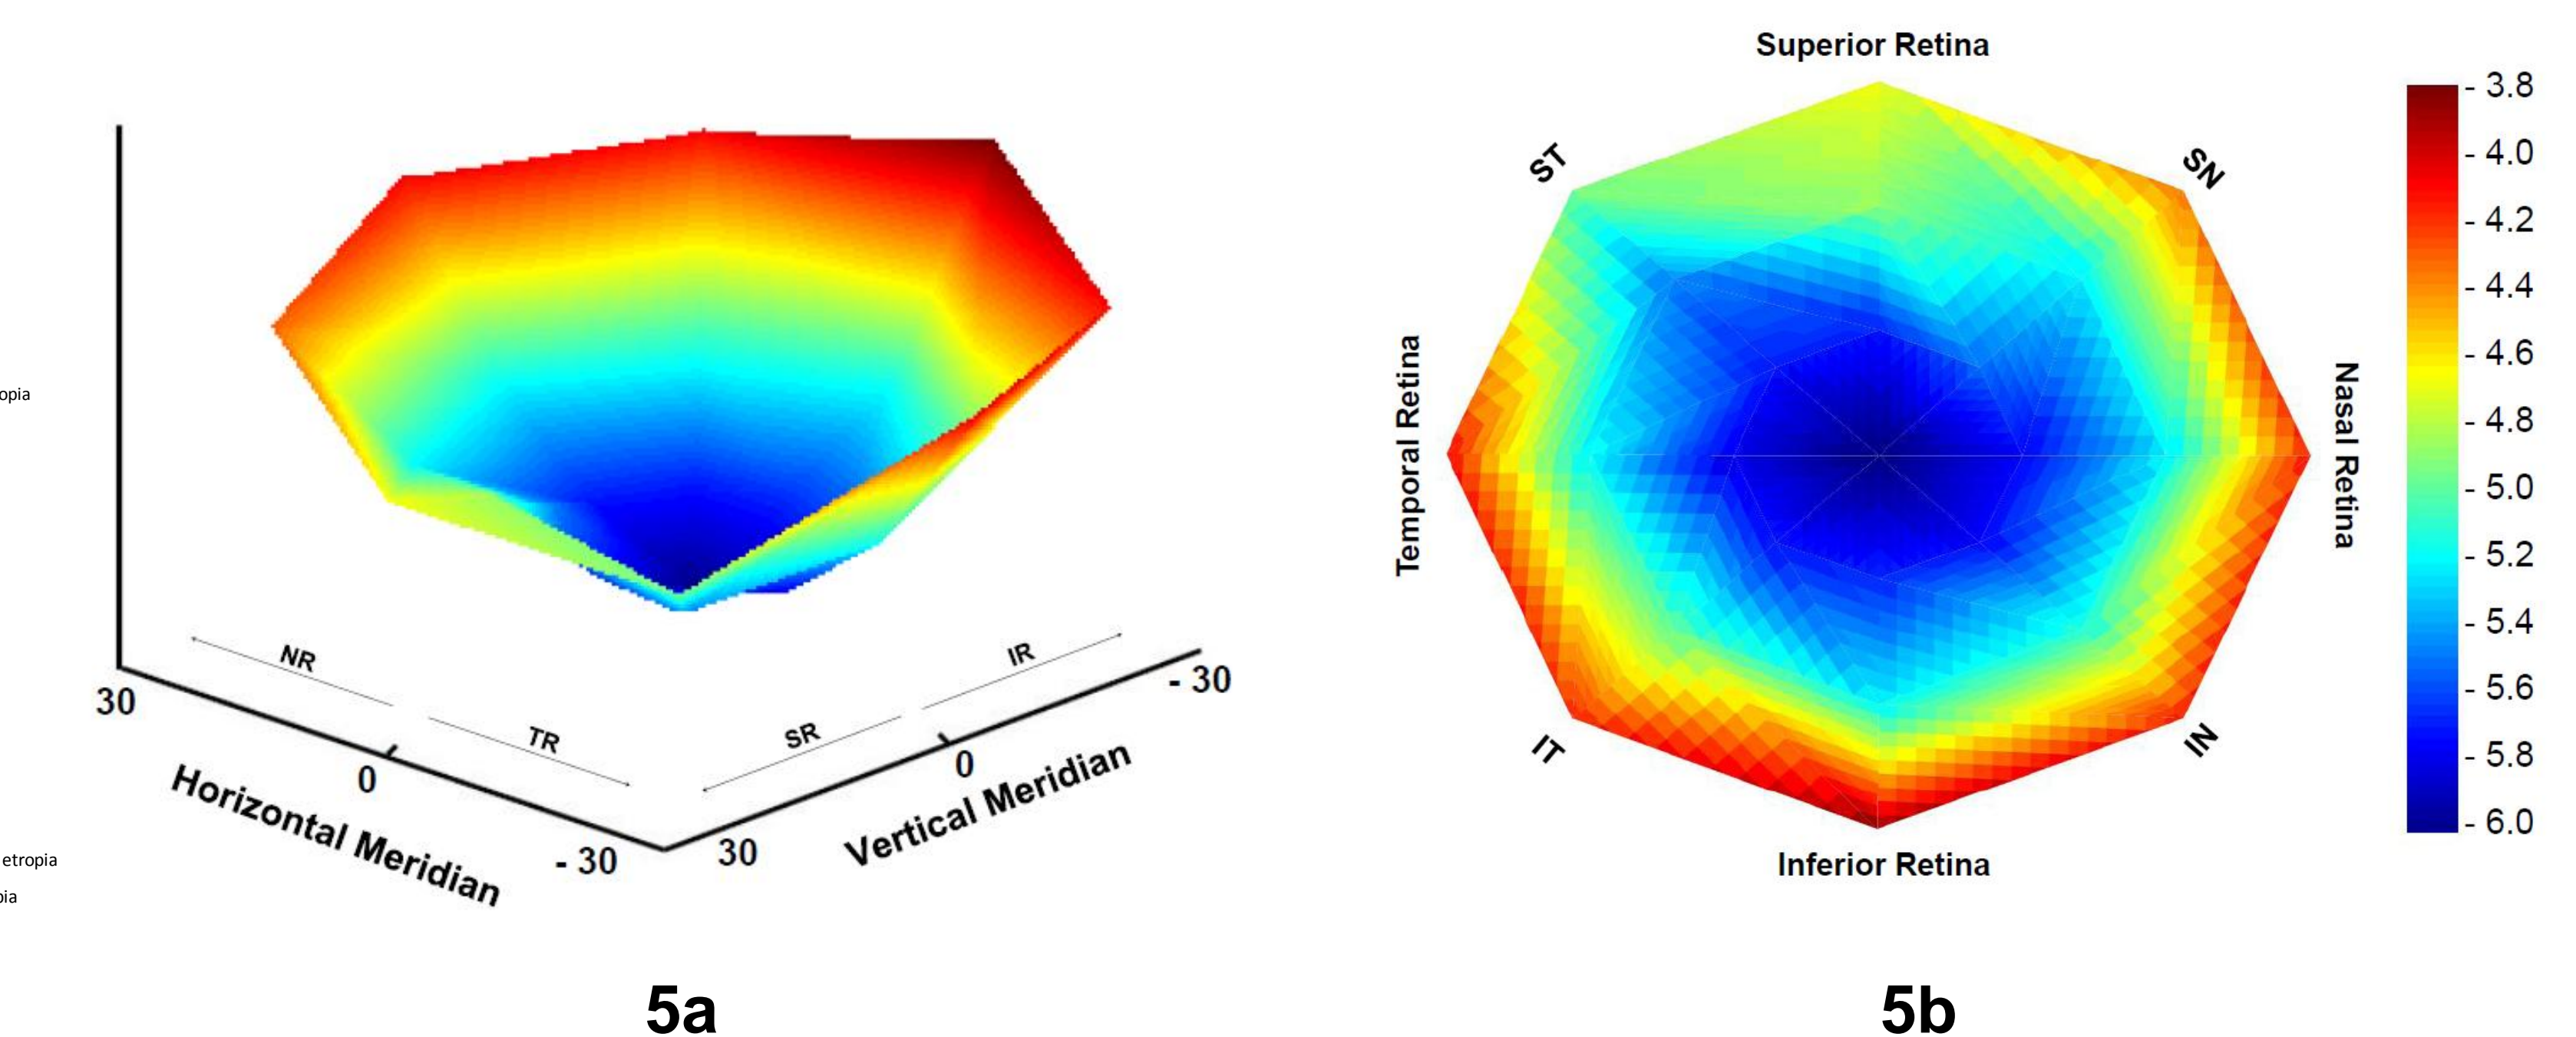 opia
etropia
pia
30
NR
TR
0
- 30
Horizontal Meridian
SR
IR
30
0
- 30
Vertical Meridian
5a
Superior Retina
ST
SN
Temporal Retina
Nasal Retina
IT
IN
Inferior Retina
- 3.8
- 4.0
- 4.2
- 4.4
- 4.6
- 4.8
- 5.0
- 5.2
- 5.4
- 5.6
- 5.8
- 6.0
5b